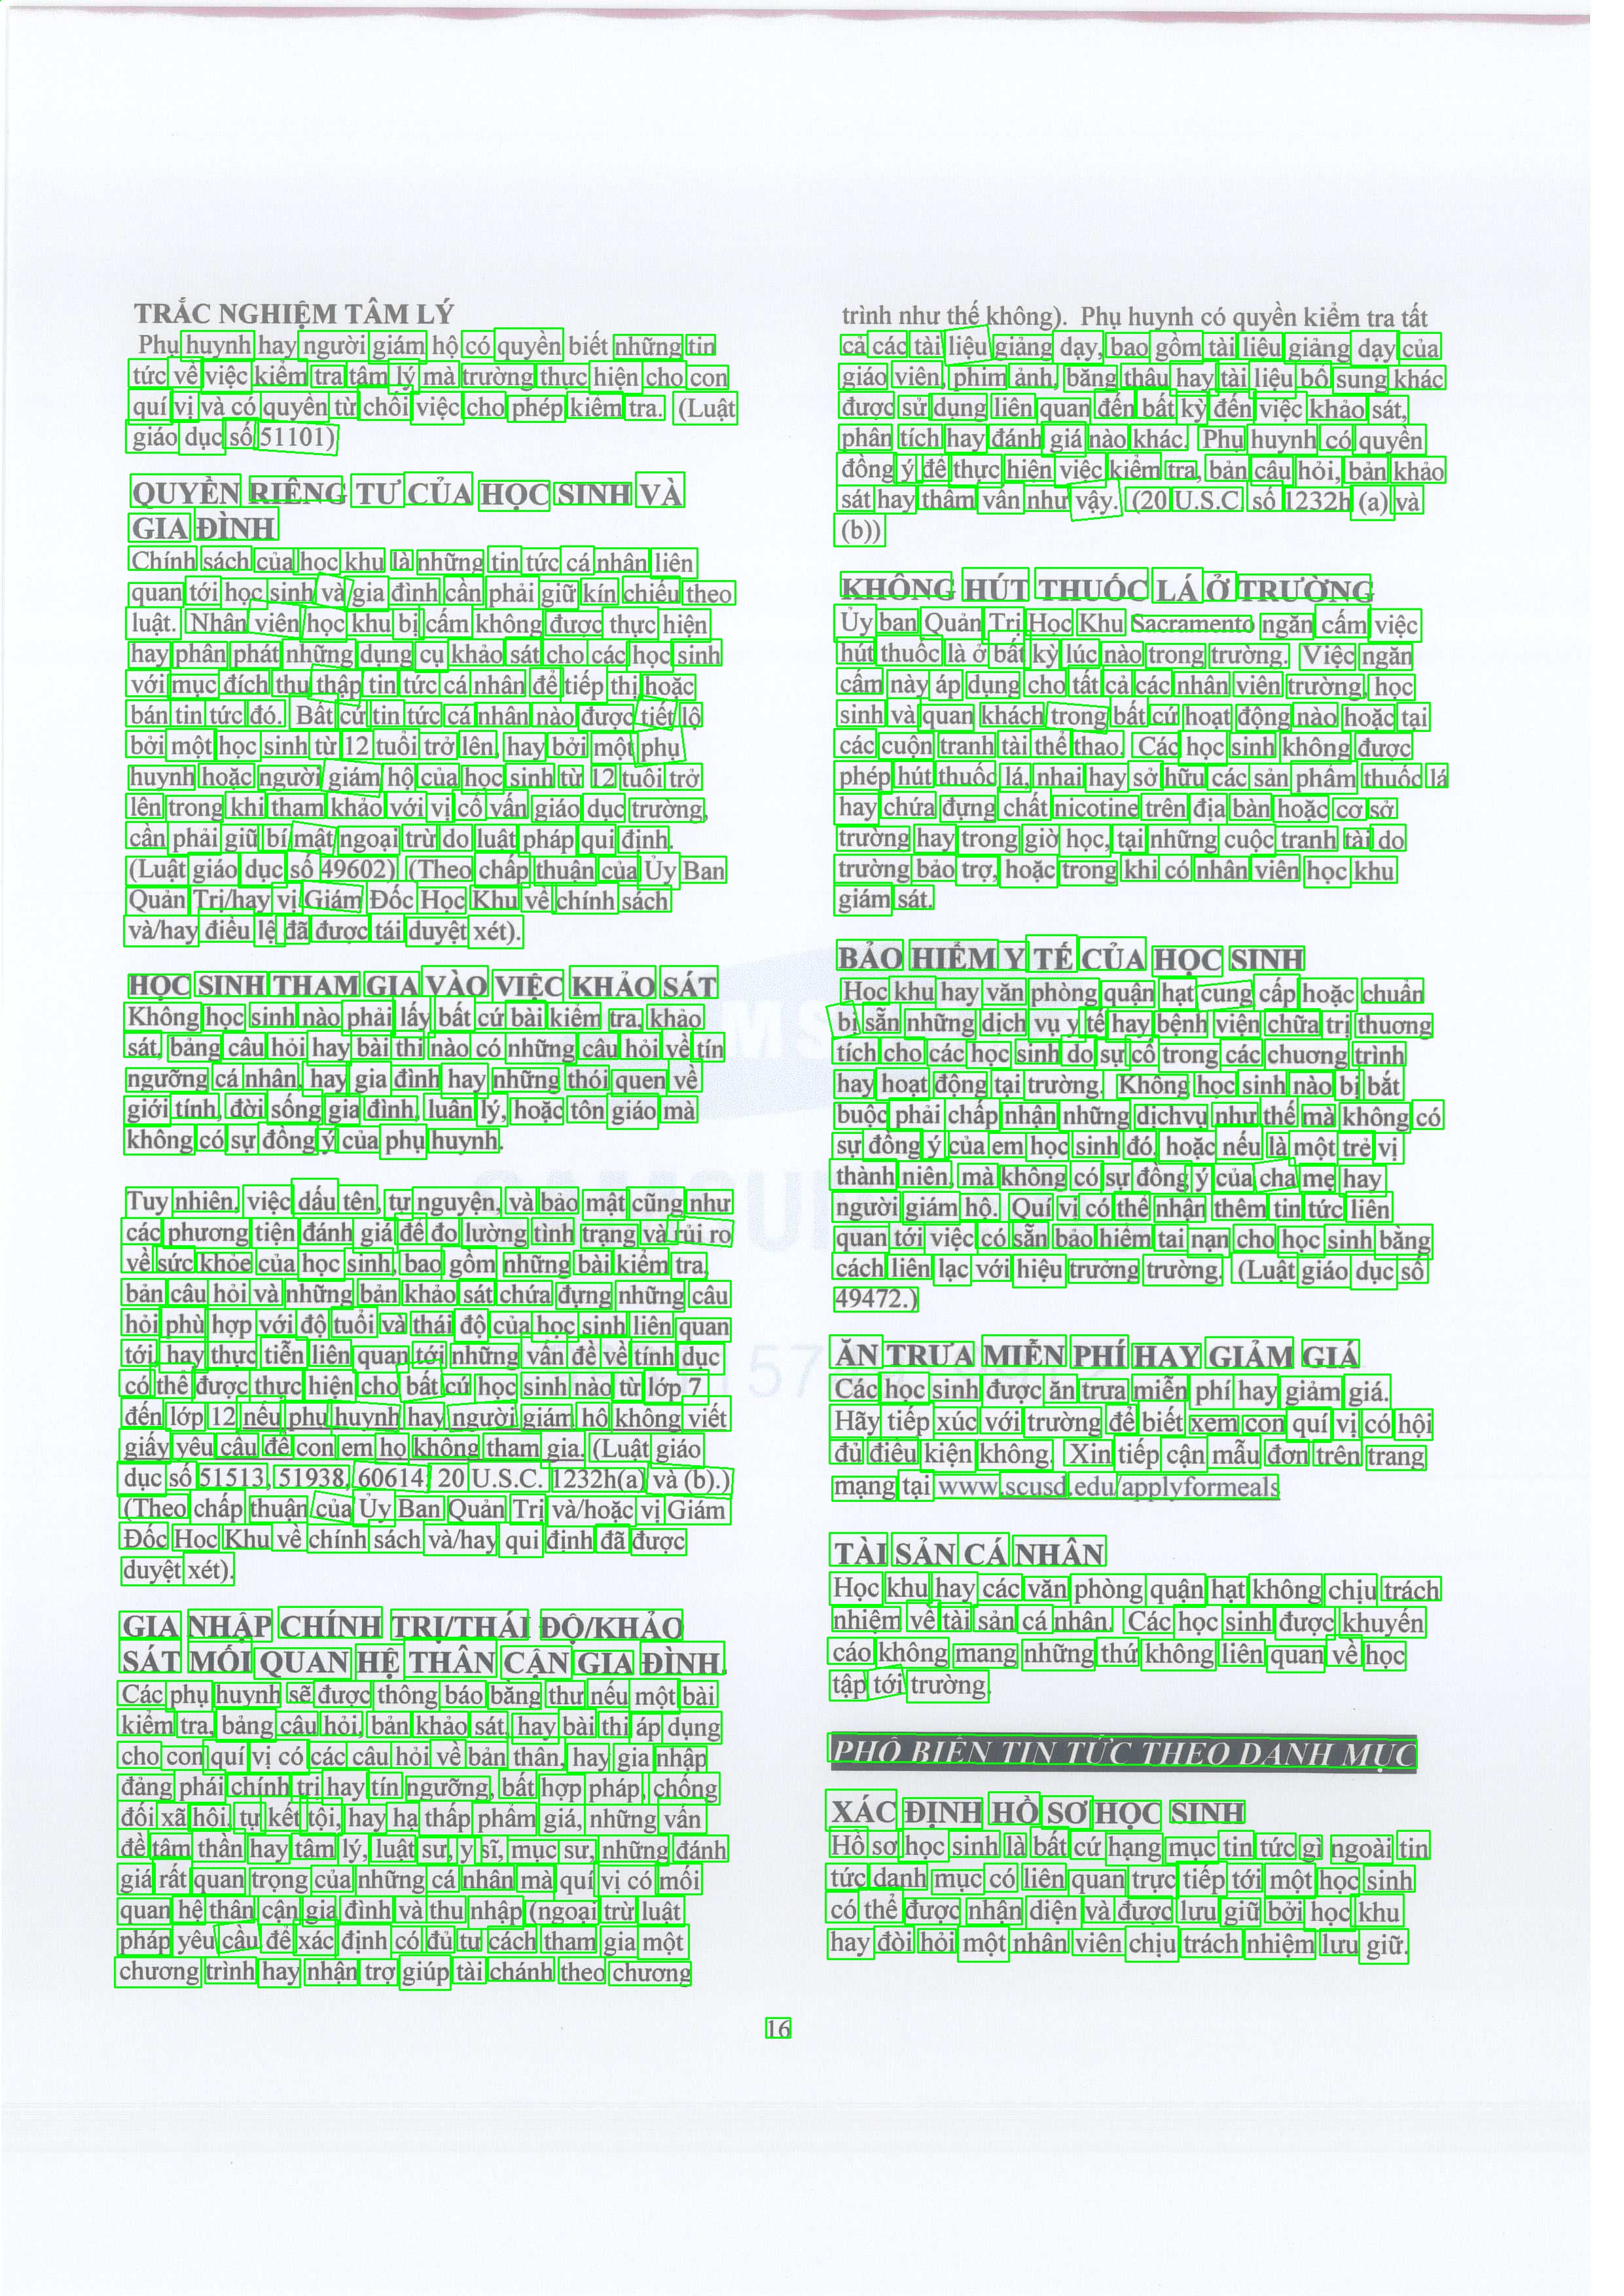 TRẮC NGHIỆM TÂM LÝ
Phụ huynh hay người giám hộ có quyền biết những tin
tức về việc kiểm tra tâm lý mà trường thực hiện cho con
quí vị và có quyền từ chối việc cho phép kiểm tra. (Luật
giáo dục số 51101)
QUYỀN RIÊNG TƯ CỦA HỌC SINH VÀ
GIA ĐÌNH
Chính sách của học khu là những tin tức cá nhân liên
quan tới học sinh và gia đình cần phải giữ kín chiếu theo
luật. Nhân viên học khu bị cấm không được thực hiện
hay phân phát những dụng cụ khảo sát cho các học sinh
với mục đích thu thập tin tức cá nhân để tiếp thị hoặc
bán tin tức đó. Bất cứ tin tức cá nhân nào được tiết lộ
bởi một học sinh từ 12 tuổi trở lên, hay bởi một phụ
huynh hoặc người giám hộ của học sinh từ 12 tuổi trở
lên trong khi tham khảo với vị cố vấn giáo dục trường,
cần phải giữ bí mật ngoại trừ do luật pháp qui định.
(Luật giáo dục số 49602) (Theo chấp thuận của Ủy Ban
Quản Trị/hay vị Giám Đốc Học Khu về chính sách
và/hay điều lệ đã được tái duyệt xét).
HỌC SINH THAM GIA VÀO VIỆC KHẢO SÁT
Không học sinh nào phải lấy bất cứ bài kiểm tra, khảo
sát, bảng câu hỏi hay bài thi nào có những câu hỏi về tín
ngưỡng cá nhân, hay gia đình hay những thói quen về
giới tính, đời sống gia đình, luân lý, hoặc tôn giáo mà
không có sự đồng ý của phụ huynh.
Tuy nhiên, việc dấu tên, tự nguyện, và bảo mật cũng như
các phương tiện đánh giá để đo lường tình trạng và rủi ro
về sức khỏe của học sinh, bao gồm những bài kiểm tra,
bản câu hỏi và những bản khảo sát chứa đựng những câu
hỏi phù hợp với độ tuổi và thái độ của học sinh liên quan
tới hay thực tiễn liên quan tới những vấn đề về tính dục
có thể được thực hiện cho bất cứ học sinh nào từ lớp 7
đến lớp 12 nếu phụ huynh hay người giám hộ không viết
giấy yêu cầu để con em họ không tham gia. (Luật giáo
dục số 51513, 51938, 60614; 20 U.S.C. 1232h(a) và (b).)
(Theo chấp thuận của Ủy Ban Quản Trị và/hoặc vị Giám
Đốc Học Khu về chính sách và/hay qui định đã được
duyệt xét).
GIA NHẬP CHÍNH TRỊ/THÁI ĐỘ/KHẢO
SÁT MỐI QUAN HỆ THÂN CẬN GIA ĐÌNH.
Các phụ huynh sẽ được thông báo bằng thư nếu một bài
kiểm tra, bảng câu hỏi, bản khảo sát, hay bài thi áp dụng
cho con quí vị có các câu hỏi về bản thân, hay gia nhập
đảng phái chính trị hay tín ngưỡng, bất hợp pháp, chống
đối xã hội, tự kết tội, hay hạ thấp phẩm giá, những vấn
đề tâm thần hay tâm lý, luật sư, y sĩ, mục sư, những đánh
giá rất quan trọng của những cá nhân mà quí vị có mối
quan hệ thân cận gia đình và thu nhập (ngoại trừ luật
pháp yêu cầu để xác định có đủ tư cách tham gia một
chương trình hay nhận trợ giúp tài chánh theo chương
trình như thế không). Phụ huynh có quyền kiểm tra tất
cả các tài liệu giảng dạy, bao gồm tài liệu giảng dạy của
giáo viên, phim ảnh, băng thâu hay tài liệu bổ sung khác
được sử dụng liên quan đến bất kỳ đến việc khảo sát,
phân tích hay đánh giá nào khác. Phụ huynh có quyền
đồng ý để thực hiện việc kiểm tra, bản câu hỏi, bản khảo
sát hay thăm vấn như vậy. (20 U.S.C. số 1232h (a) và
(b))
KHÔNG HÚT THUỐC LÁ Ở TRƯỜNG
Ủy ban Quản Trị Học Khu Sacramento ngăn cấm việc
hút thuốc là ở bất kỳ lúc nào trong trường. Việc ngăn
cấm này áp dụng cho tất cả các nhân viên trường, học
sinh và quan khách trong bất cứ hoạt động nào hoặc tại
các cuộn tranh tài thể thao. Các học sinh không được
phép hút thuốc lá, nhai hay sở hữu các sản phẩm thuốc lá
hay chứa đựng chất nicotine trên địa bàn hoặc cơ sở
trường hay trong giờ học, tại những cuộc tranh tài do
trường bảo trợ, hoặc trong khi có nhân viên học khu
giám sát.
BẢO HIỂM Y TẾ CỦA HỌC SINH
Học khu hay văn phòng quận hạt cung cấp hoặc chuẩn
bị sẵn những dịch vụ y tế hay bệnh viện chữa trị thương
tích cho các học sinh do sự cố trong các chương trình
hay hoạt động tại trường. Không học sinh nào bị bắt
buộc phải chấp nhận những dịchvụ như thế mà không có
sự đồng ý của em học sinh đó, hoặc nếu là một trẻ vị
thành niên, mà không có sự đồng ý của cha mẹ hay
người giám hộ. Quí vị có thể nhận thêm tin tức liên
quan tới việc có sẵn bảo hiểm tai nạn cho học sinh bằng
cách liên lạc với hiệu trưởng trường. (Luật giáo dục số
49472.)
ĂN TRƯA MIỄN PHÍ HAY GIẢM GIÁ
Các học sinh được ăn trưa miễn phí hay giảm giá.
Hãy tiếp xúc với trường để biết xem con quí vị có hội
đủ điều kiện không. Xin tiếp cận mẫu đơn trên trang
mạng tại www.scusd.edu/applyformeals
TÀI SẢN CÁ NHÂN
Học khu hay các văn phòng quận hạt không chịu trách
nhiệm về tài sản cá nhân. Các học sinh được khuyến
cáo không mang những thứ không liên quan về học
tập tới trường.
PHỔ BIẾN TIN TỨC THEO DANH MỤC
XÁC ĐỊNH HỒ SƠ HỌC SINH
Hồ sơ học sinh là bất cứ hạng mục tin tức gì ngoài tin
tức danh mục có liên quan trực tiếp tới một học sinh
có thể được nhận diện và được lưu giữ bởi học khu
hay đòi hỏi một nhân viên chịu trách nhiệm lưu giữ.
16